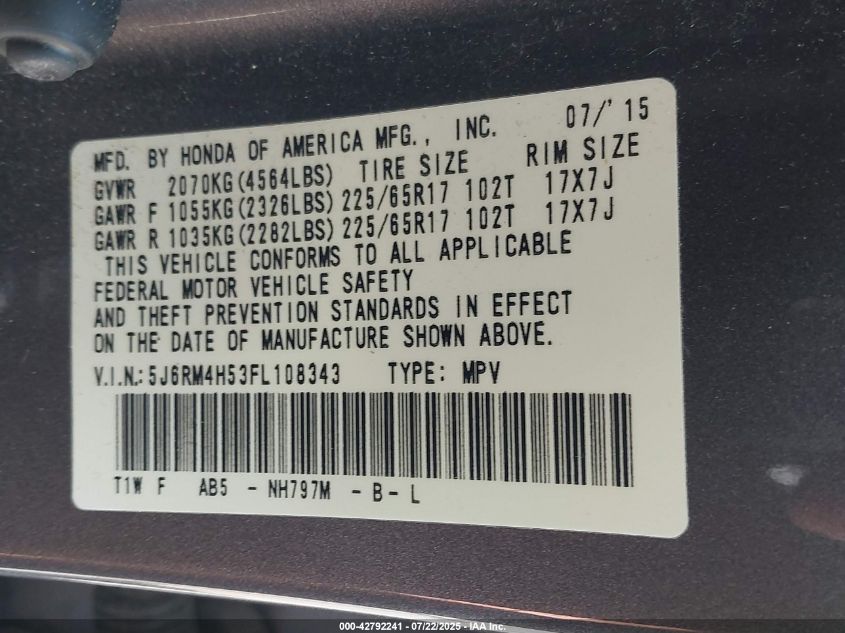 07/'15
MFD. BY HONDA OF AMERICA MFG., INC.
GVWR 2070KG(4564LBS) TIRE SIZE RIM SIZE
GAWR F 1055KG(2326LBS) 225/65R17 102T 17X7J
GAWR R 1035KG(2282LBS) 225/65R17 102T 17X7J
THIS VEHICLE CONFORMS TO ALL APPLICABLE
FEDERAL MOTOR VEHICLE SAFETY
AND THEFT PREVENTION STANDARDS IN EFFECT
ON THE DATE OF MANUFACTURE SHOWN ABOVE.
V.I.N.: 5J6RM4H53FL108343 TYPE: MPV
T1W F AB5 - NH797M - B - L
000-42792241 - 07/22/2025 - IAA Inc.